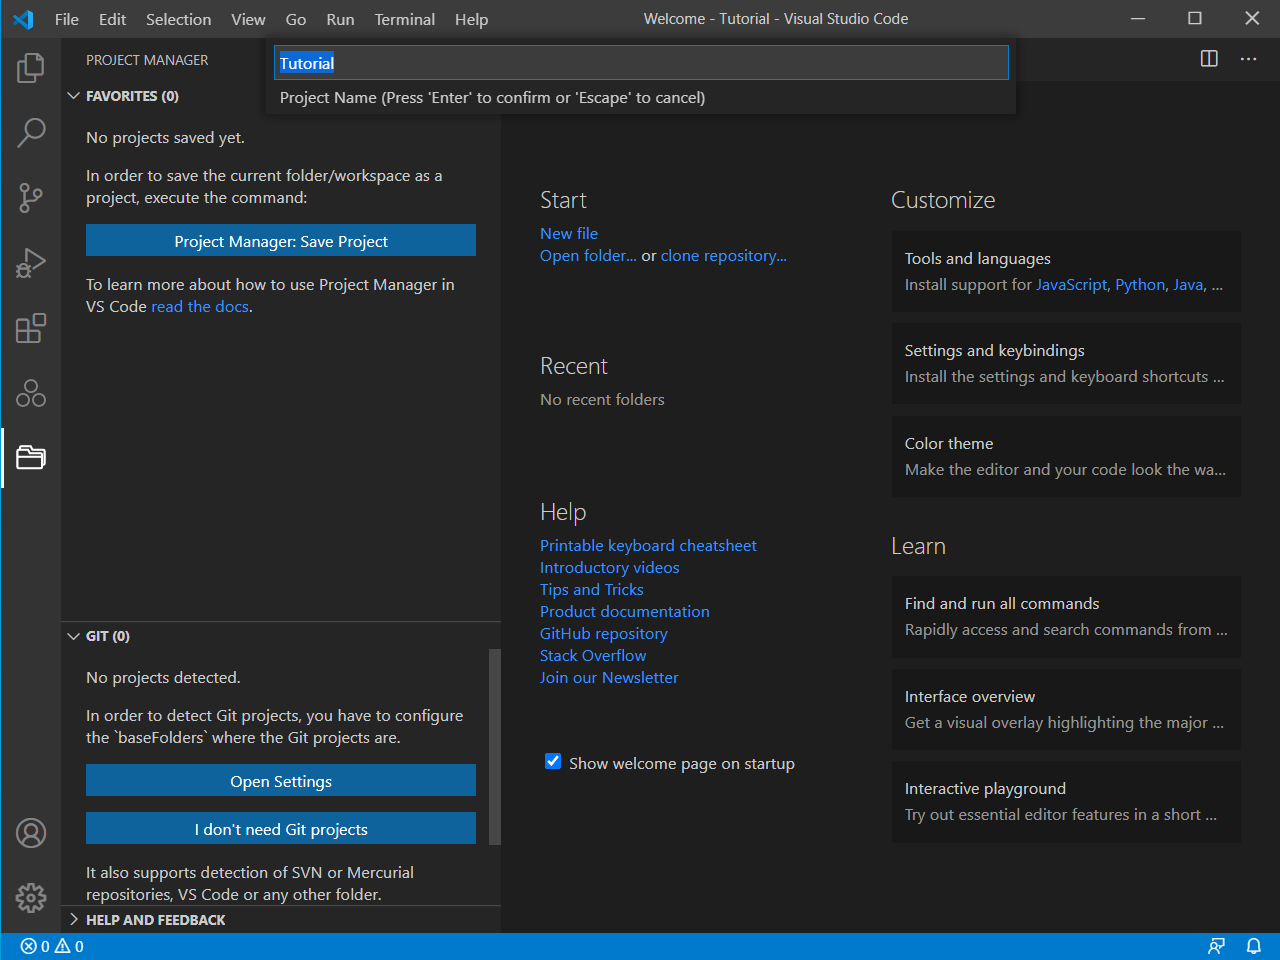 File Edit Selection View Go Run Terminal Help
Welcome - Tutorial - Visual Studio Code
PROJECT MANAGER
Tutorial
Project Name (Press 'Enter' to confirm or 'Escape' to cancel)
FAVORITES (0)
No projects saved yet.
In order to save the current folder/workspace as a
project, execute the command:
Project Manager: Save Project
To learn more about how to use Project Manager in
VS Code read the docs.
GIT (0)
No projects detected.
In order to detect Git projects, you have to configure
the `baseFolders` where the Git projects are.
Open Settings
I don't need Git projects
It also supports detection of SVN or Mercurial
repositories, VS Code or any other folder.
HELP AND FEEDBACK
Start
New file
Open folder... or clone repository...
Recent
No recent folders
Help
Printable keyboard cheatsheet
Introductory videos
Tips and Tricks
Product documentation
GitHub repository
Stack Overflow
Join our Newsletter
Show welcome page on startup
Customize
Tools and languages
Install support for JavaScript, Python, Java, ...
Settings and keybindings
Install the settings and keyboard shortcuts ...
Color theme
Make the editor and your code look the wa...
Learn
Find and run all commands
Rapidly access and search commands from ...
Interface overview
Get a visual overlay highlighting the major ...
Interactive playground
Try out essential editor features in a short ...
0 0